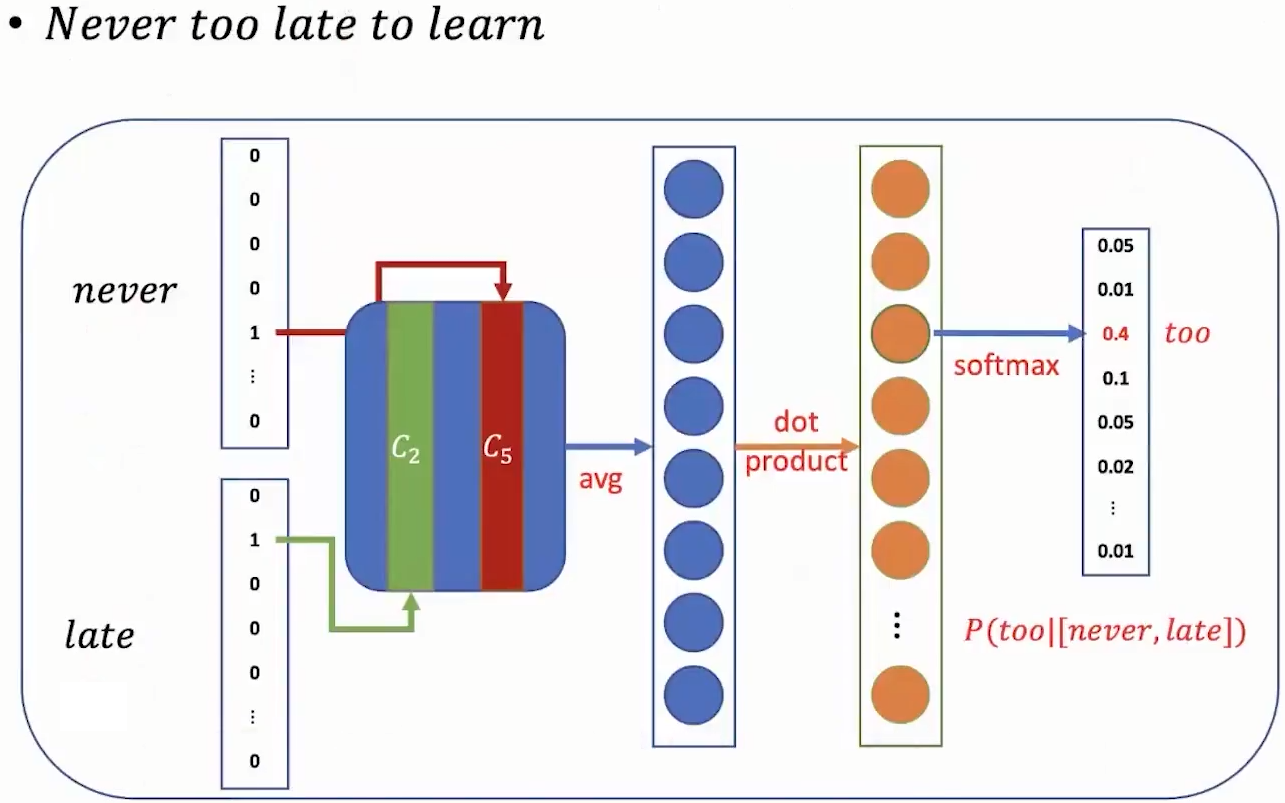 • Never too late to learn
never
0
0
0
0
1
⋮
0
late
0
1
0
0
0
⋮
0
C₂
C₅
avg
dot
product
⋮
softmax
0.05
0.01
0.4
0.1
0.05
0.02
⋮
0.01
too
P(too|[never, late])